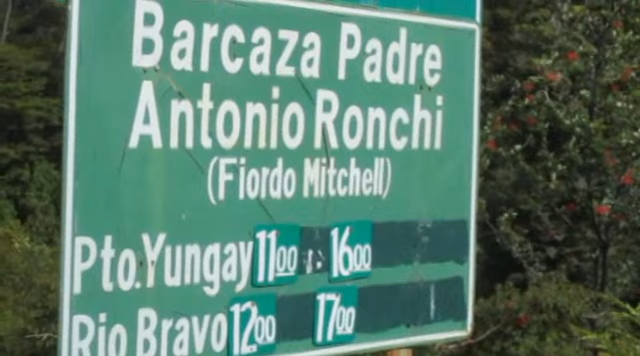 Barcaza Padre
Antonio Ronchi
(Fiordo Mitchell)
Pto.Yungay 1100 1600
Rio Bravo 1200 1700